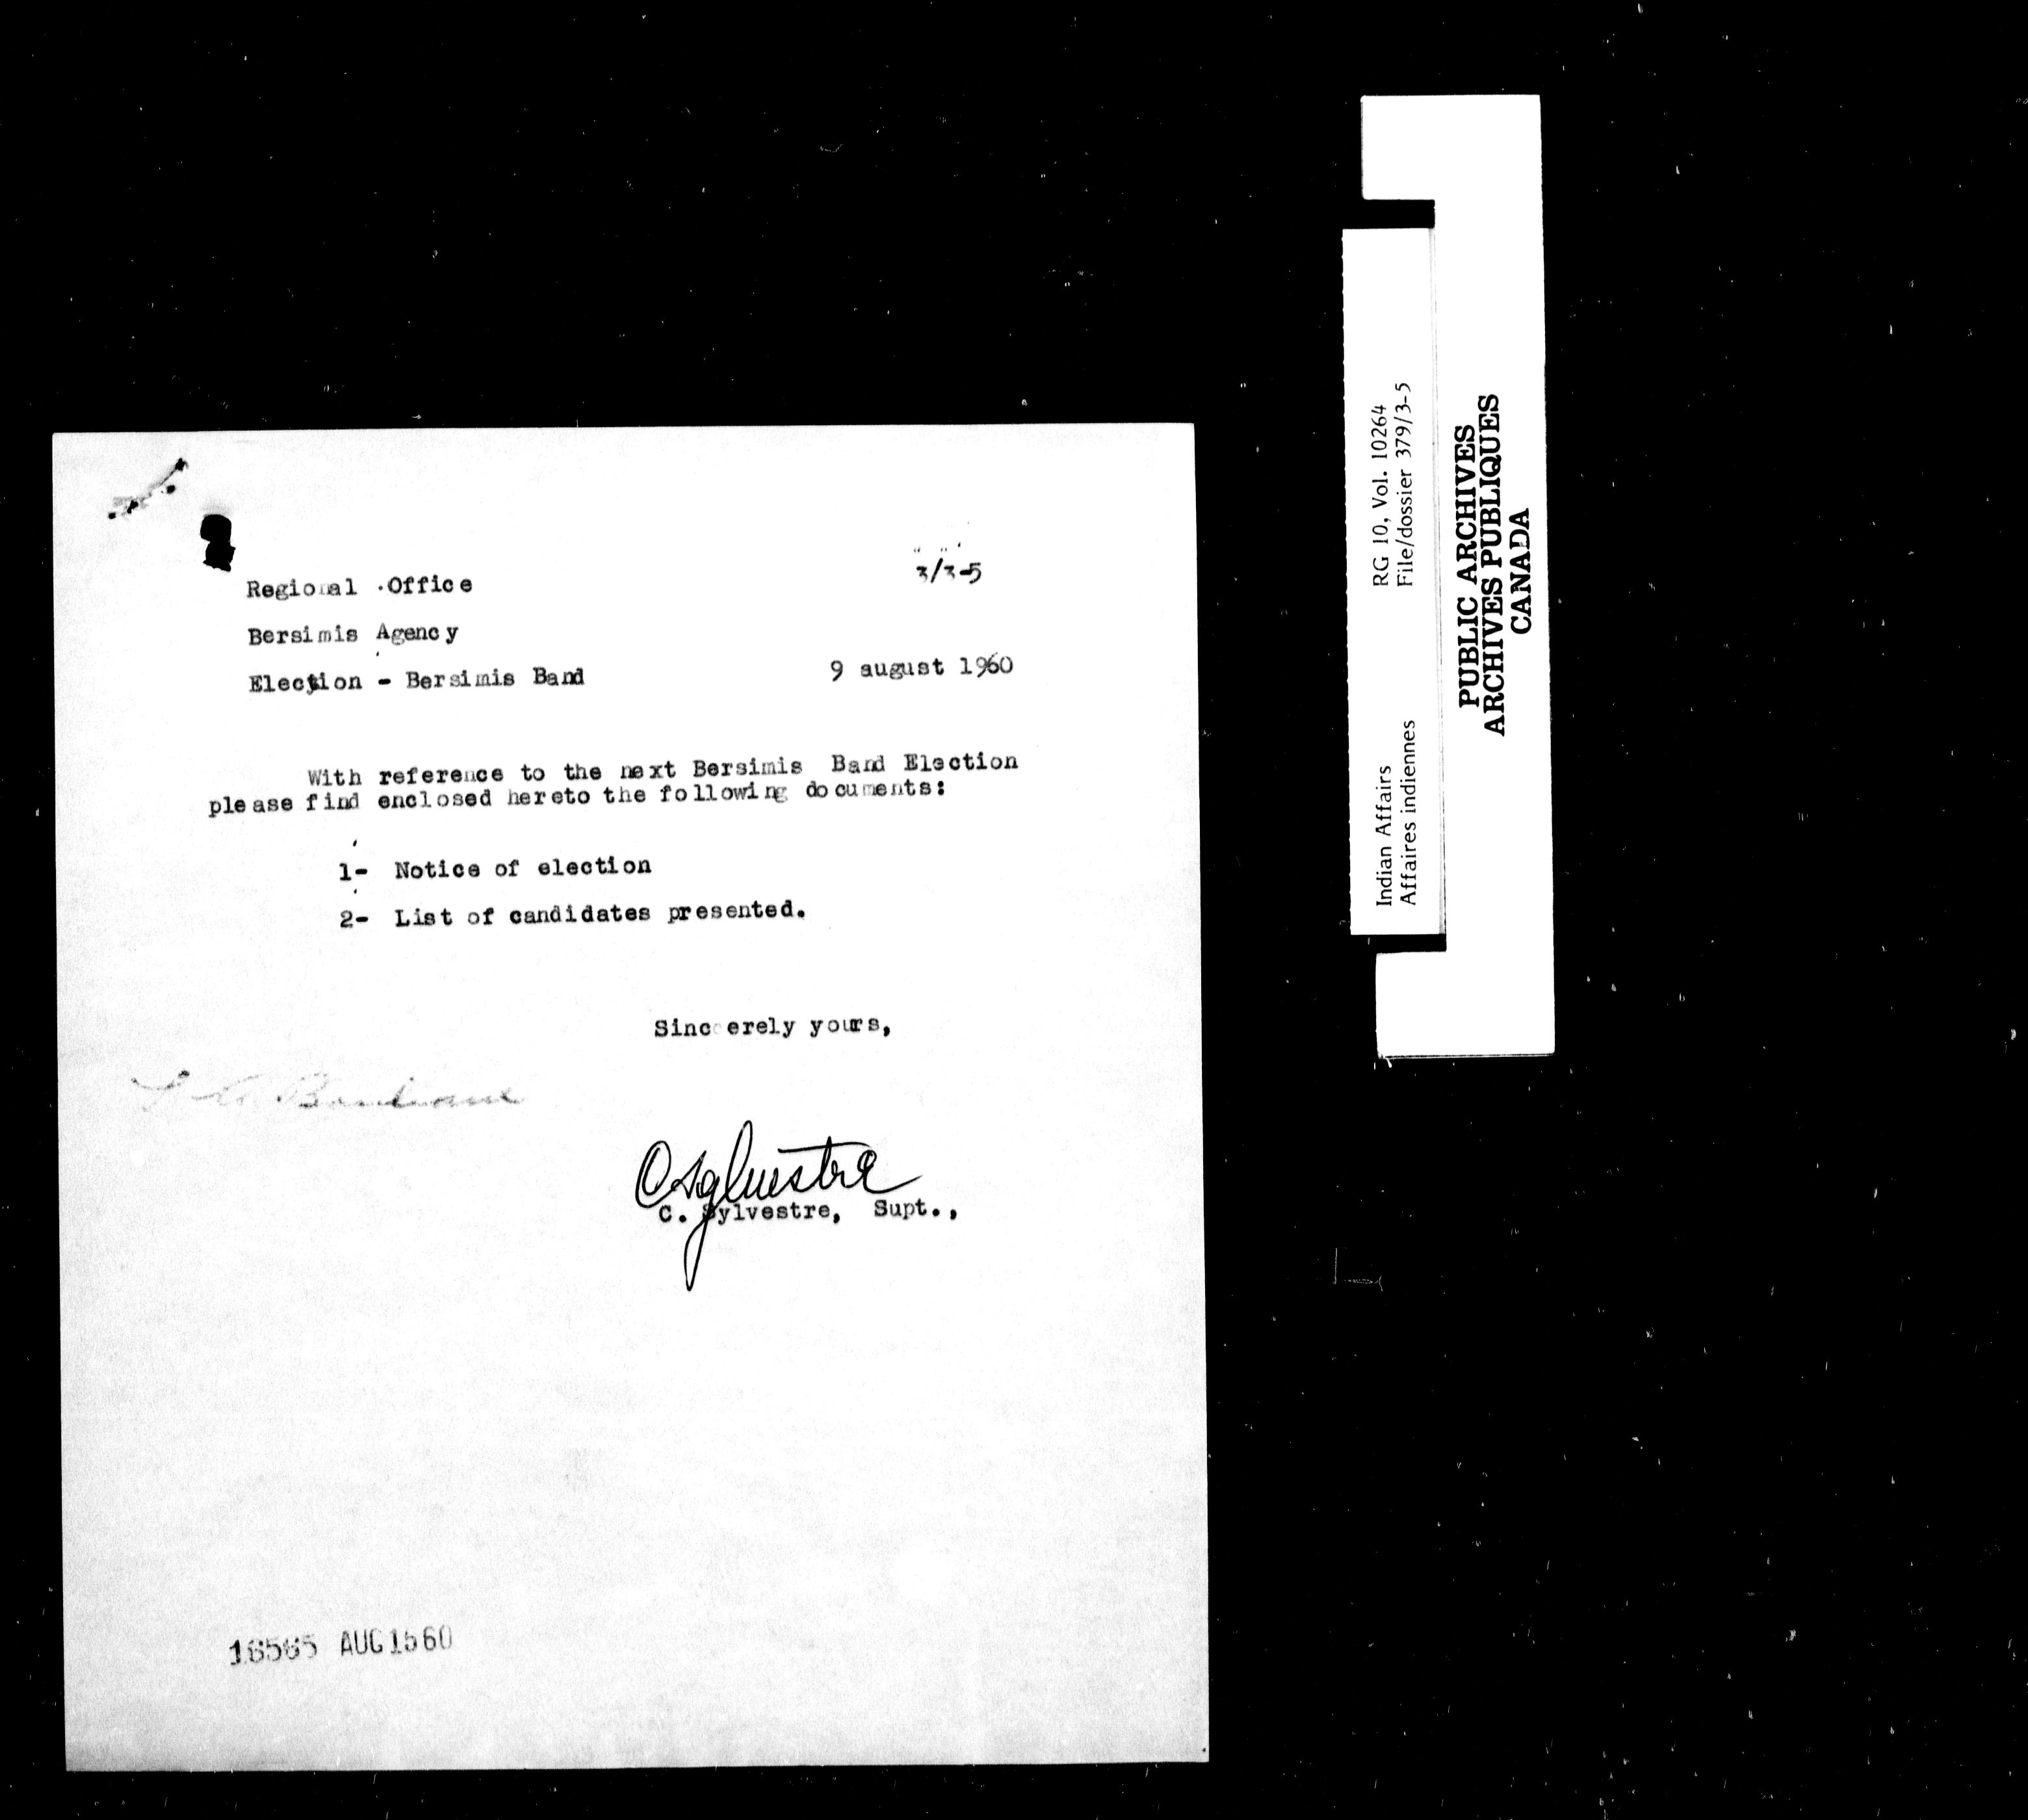 3/3-5
Regional Office
Bersimis Agency
Election - Bersimis Band
9 august 1960
With reference to the next Bersimis Band Election
please find enclosed hereto the following documents:
1- Notice of election
2- List of candidates presented.
Sincerely yours,
CSylvestre
C. Sylvestre, Supt.,
AUG 15 60
Indian Affairs
Affaires indiennes
RG 10, Vol. 10264
File/dossier 379/3-5
PUBLIC ARCHIVES
ARCHIVES PUBLIQUES
CANADA